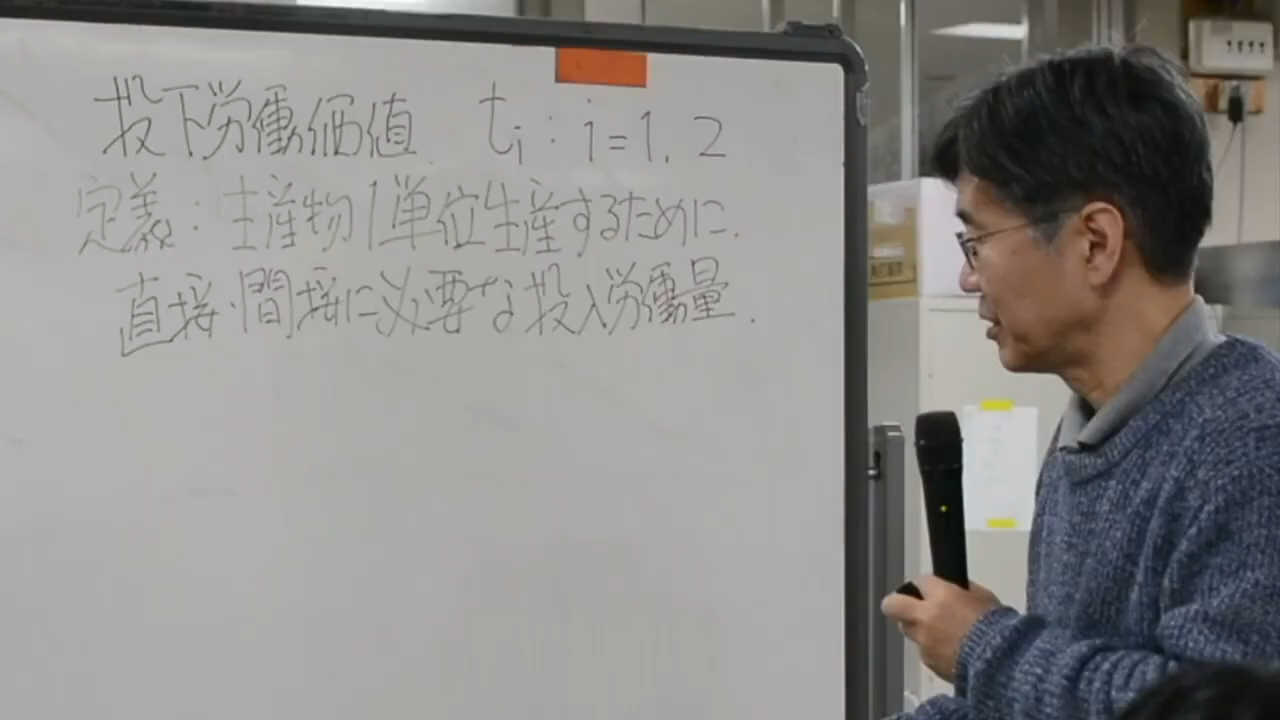 投下労働価値 ti : i=1, 2
定義: 生産物1単位生産するために.
直接・間接に必要な投入労働量.